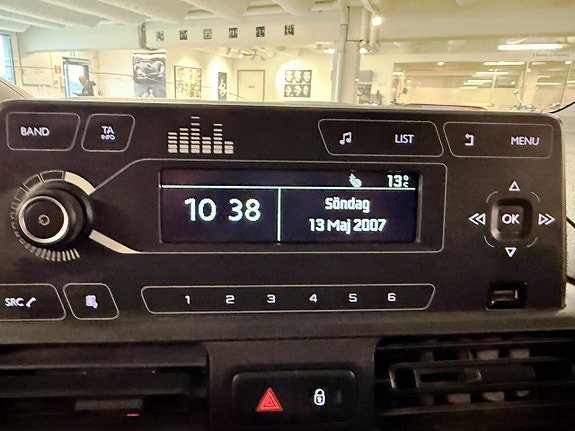 BAND
TA
INFO
LIST
MENU
13°C
10 38
Söndag
13 Maj 2007
OK
SRC
1 2 3 4 5 6